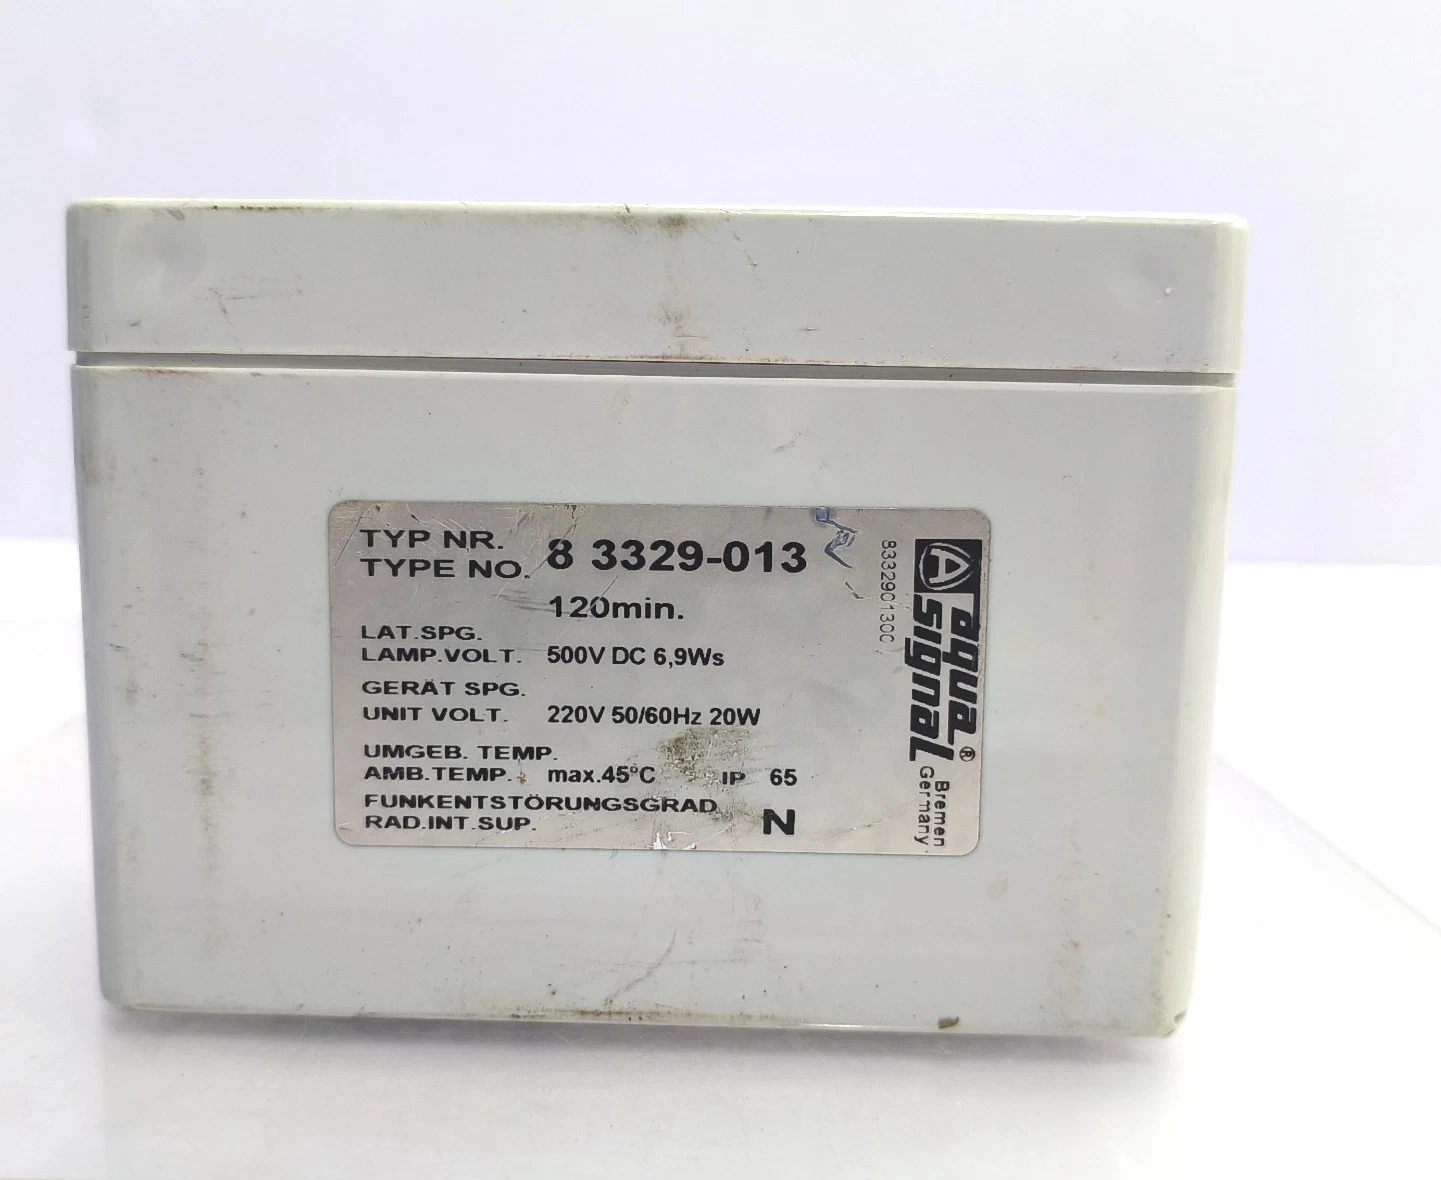 TYP NR.
TYPE NO. 8 3329-013
120min.
LAT.SPG.
LAMP.VOLT. 500V DC 6,9Ws
GERÄT SPG.
UNIT VOLT. 220V 50/60Hz 20W
UMGEB. TEMP.
AMB.TEMP. max.45°C IP 65
FUNKENTSTÖRUNGSGRAD
RAD.INT.SUP. N
8332901300
A
aqua
signal®
Bremen
Germany